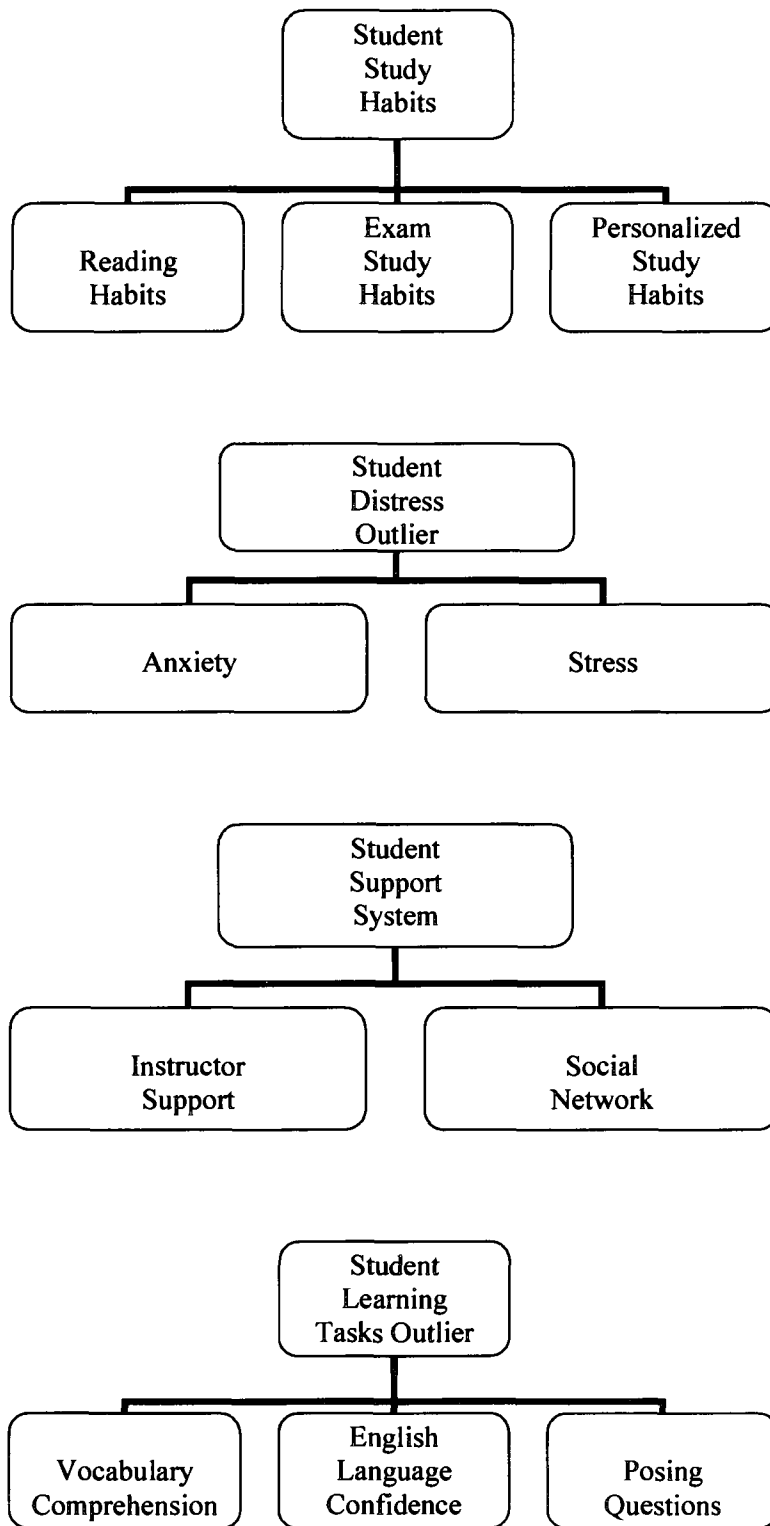 Student
Study
Habits
Reading
Habits
Exam
Study
Habits
Personalized
Study
Habits
Student
Distress
Outlier
Anxiety
Stress
Student
Support
System
Instructor
Support
Social
Network
Student
Learning
Tasks Outlier
Vocabulary
Comprehension
English
Language
Confidence
Posing
Questions